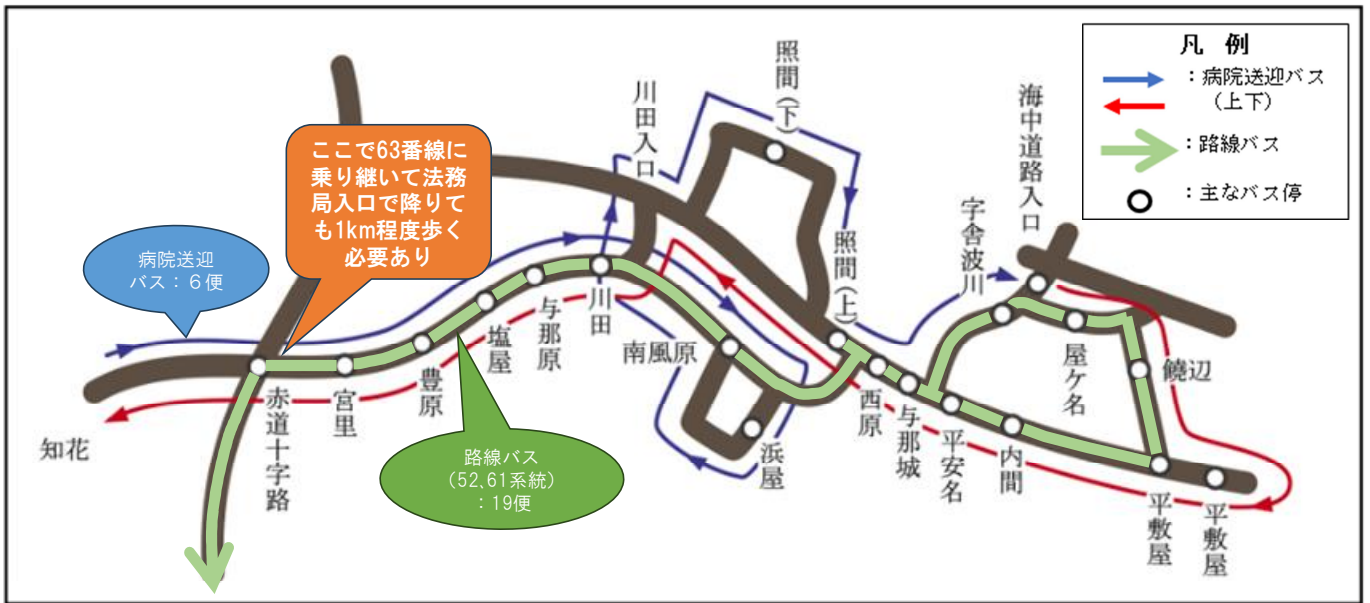 凡 例
：病院送迎バス
（上下）
：路線バス
：主なバス停
照間(下)
川田入口
海中道路入口
ここで63番線に
乗り継いで法務
局入口で降りて
も1km程度歩く
必要あり
字舎波川
照間(上)
病院送迎
バス：６便
川田
与那原
塩屋
南風原
豊原
宮里
赤道十字路
知花
浜屋
西原
与那城
平安名
内間
屋ケ名
饒辺
平敷屋
平敷屋
路線バス
(52,61系統)
：19便